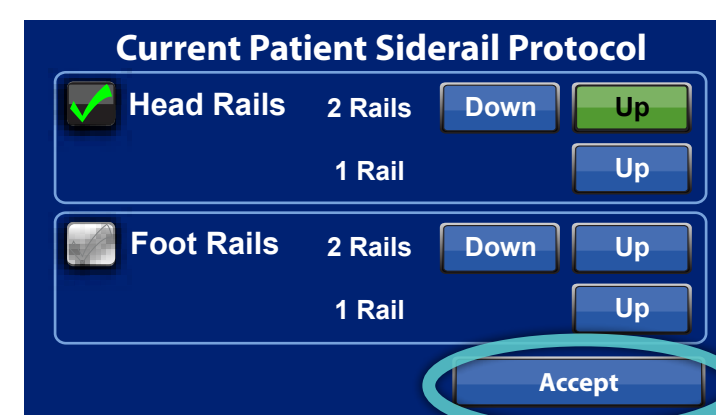 Current Patient Siderail Protocol
Head Rails 2 Rails Down Up
1 Rail Up
Foot Rails 2 Rails Down Up
1 Rail Up
Accept